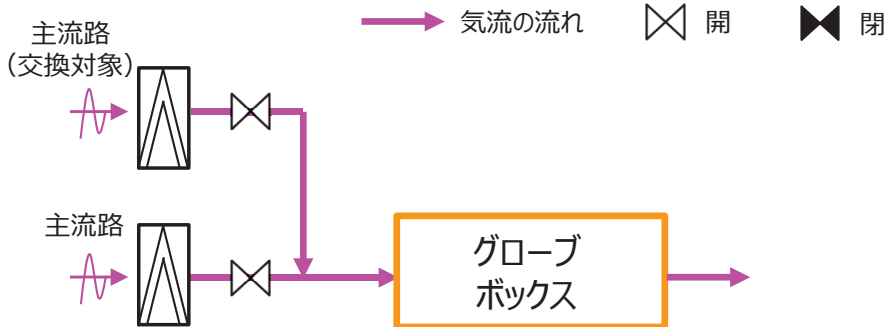 気流の流れ
開
閉
主流路
（交換対象）
主流路
グローブ
ボックス